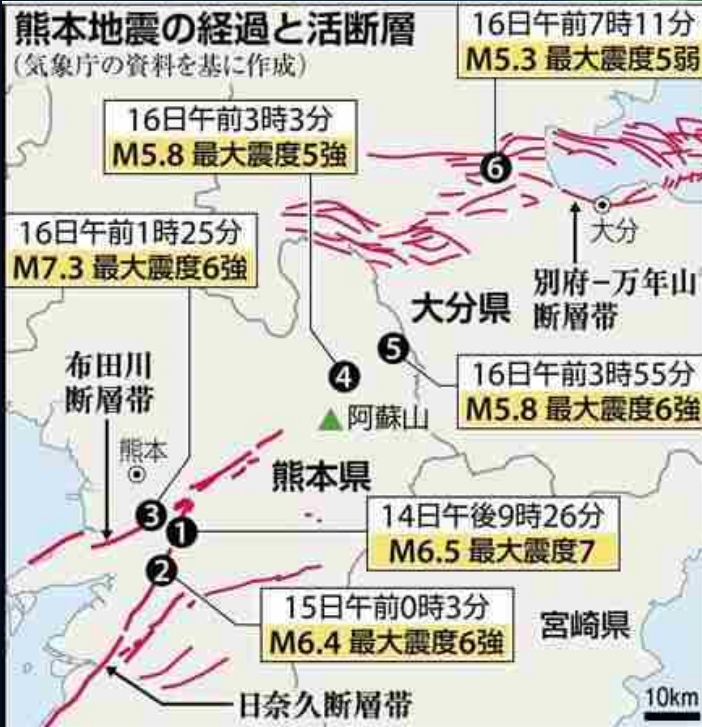 熊本地震の経過と活断層
(気象庁の資料を基に作成)
16日午前7時11分
M5.3 最大震度5弱
16日午前3時3分
M5.8 最大震度5強
❻
16日午前1時25分
M7.3 最大震度6強
大分
別府−万年山
断層帯
大分県
❺
❹
16日午前3時55分
M5.8 最大震度6強
布田川
断層帯
阿蘇山
熊本
熊本県
❸
❶
14日午後9時26分
M6.5 最大震度7
❷
15日午前0時3分
M6.4 最大震度6強
宮崎県
日奈久断層帯
10km